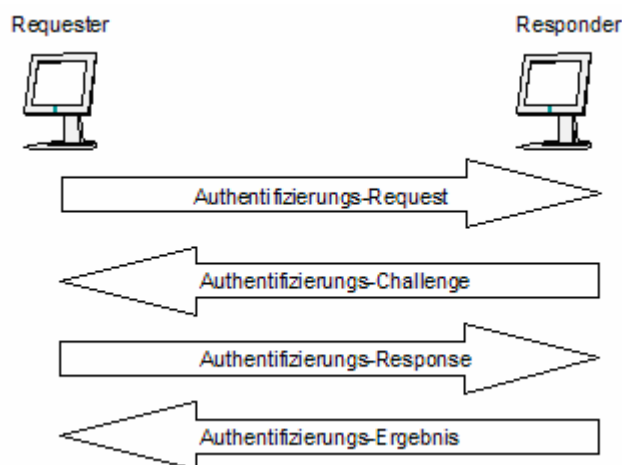 Requester
Responder
Authentifizierungs-Request
Authentifizierungs-Challenge
Authentifizierungs-Response
Authentifizierungs-Ergebnis